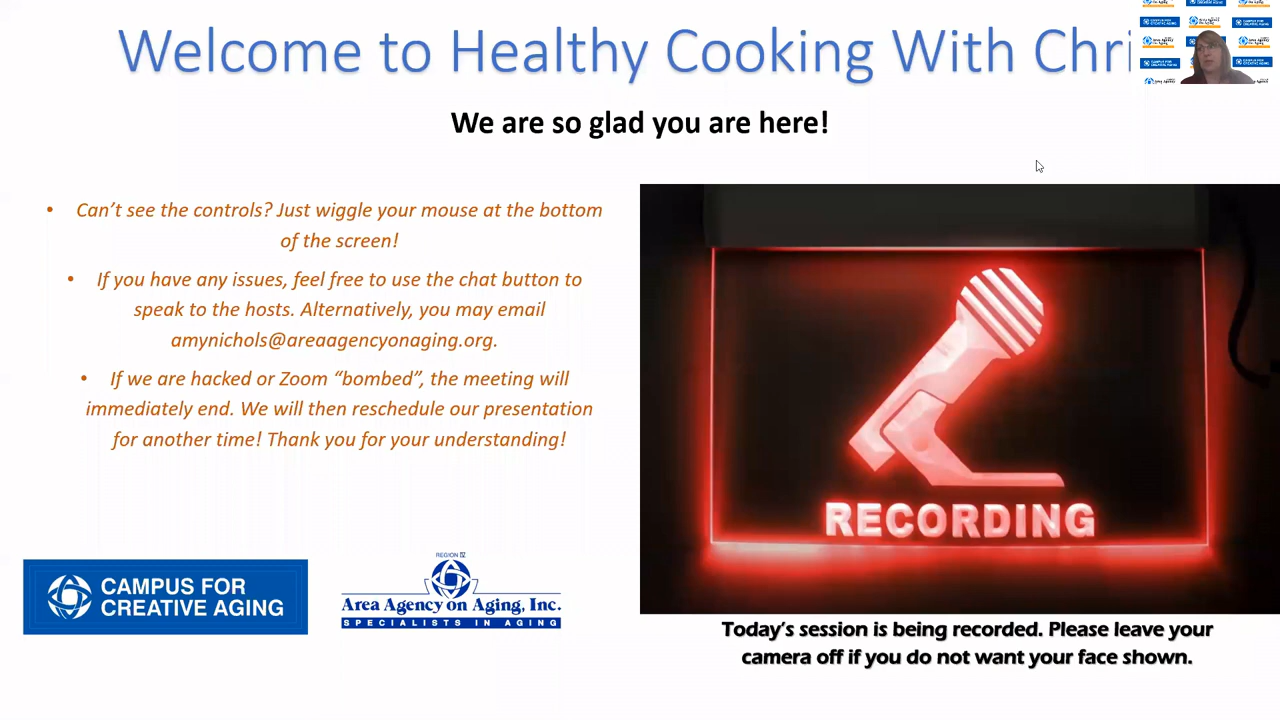 Welcome to Healthy Cooking With Chri
We are so glad you are here!
• Can’t see the controls? Just wiggle your mouse at the bottom
of the screen!
• If you have any issues, feel free to use the chat button to
speak to the hosts. Alternatively, you may email
amynichols@areaagencyonaging.org.
• If we are hacked or Zoom “bombed”, the meeting will
immediately end. We will then reschedule our presentation
for another time! Thank you for your understanding!
RECORDING
CAMPUS FOR
CREATIVE AGING
REGION IV
Area Agency on Aging, Inc.
SPECIALISTS IN AGING
Today’s session is being recorded. Please leave your
camera off if you do not want your face shown.